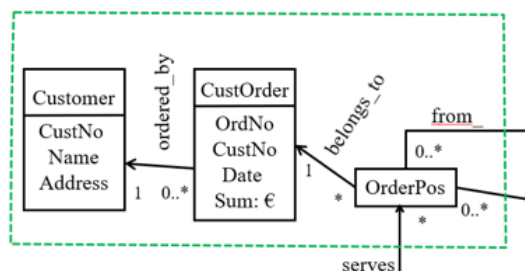 Customer
CustNo
Name
Address
ordered_by
1
0..*
CustOrder
OrdNo
CustNo
Date
Sum: €
belongs_to
1
*
from_
0..*
OrderPos
*
0..*
serves